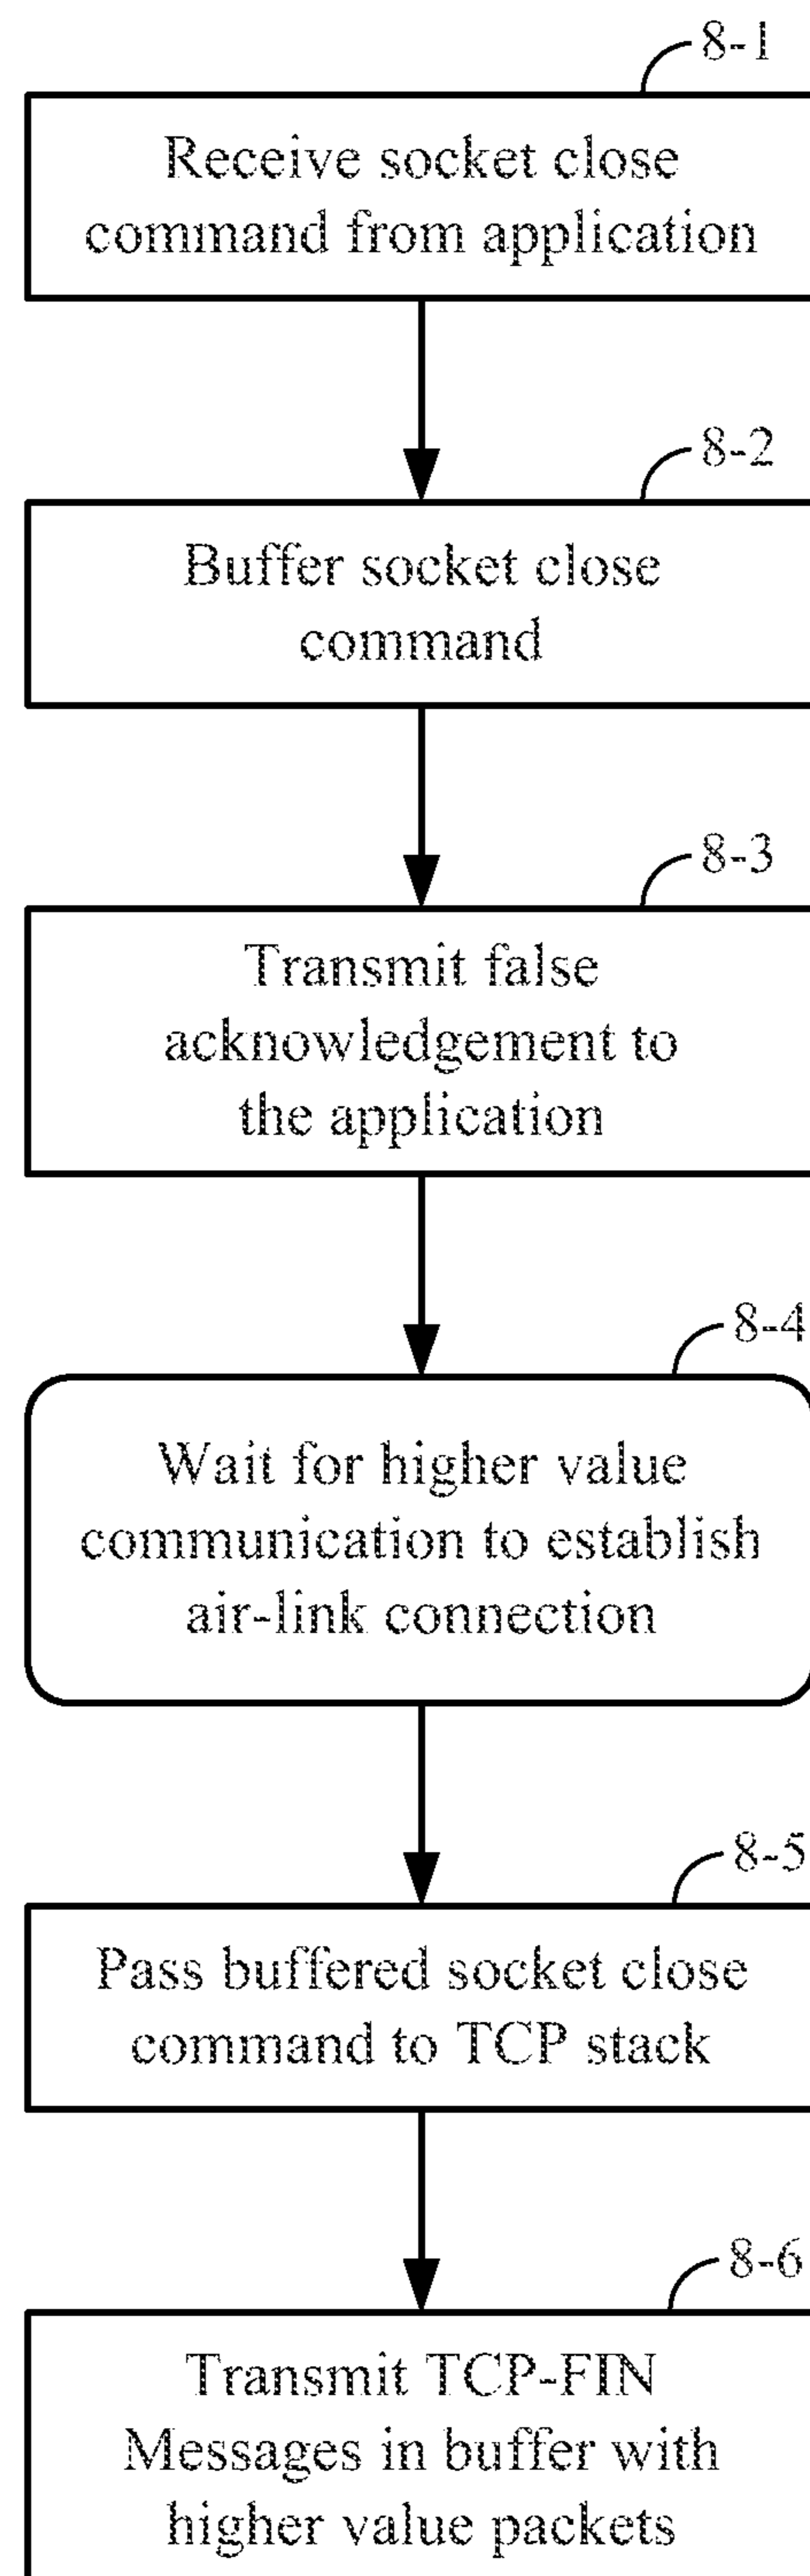 8-1
Receive socket close
command from application
8-2
Buffer socket close
command
8-3
Transmit false
acknowledgement to
the application
8-4
Wait for higher value
communication to establish
air-link connection
8-5
Pass buffered socket close
command to TCP stack
8-6
Transmit TCP-FIN
Messages in buffer with
higher value packets